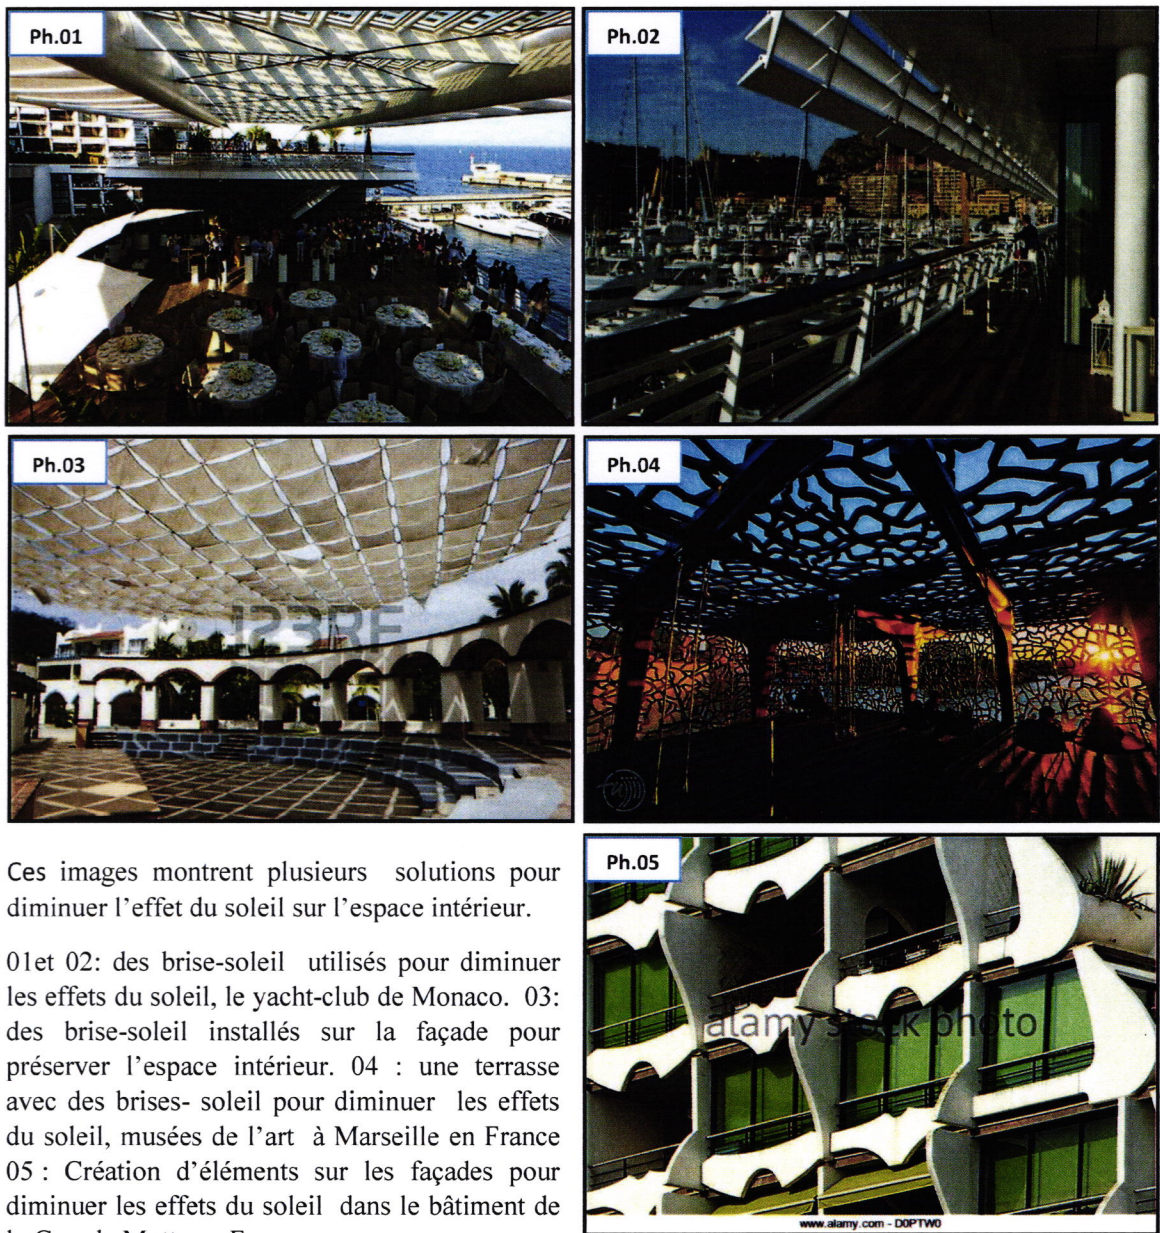 Ph.01
Ph.02
Ph.03
123RF
Ph.04
Ces images montrent plusieurs solutions pour
diminuer l'effet du soleil sur l'espace intérieur.
01et 02: des brise-soleil utilisés pour diminuer
les effets du soleil, le yacht-club de Monaco. 03:
des brise-soleil installés sur la façade pour
préserver l'espace intérieur. 04 : une terrasse
avec des brises- soleil pour diminuer les effets
du soleil, musées de l'art à Marseille en France
05 : Création d'éléments sur les façades pour
diminuer les effets du soleil dans le bâtiment de
Ph.05
alamy stock photo
www.alamy.com - D0PTW0